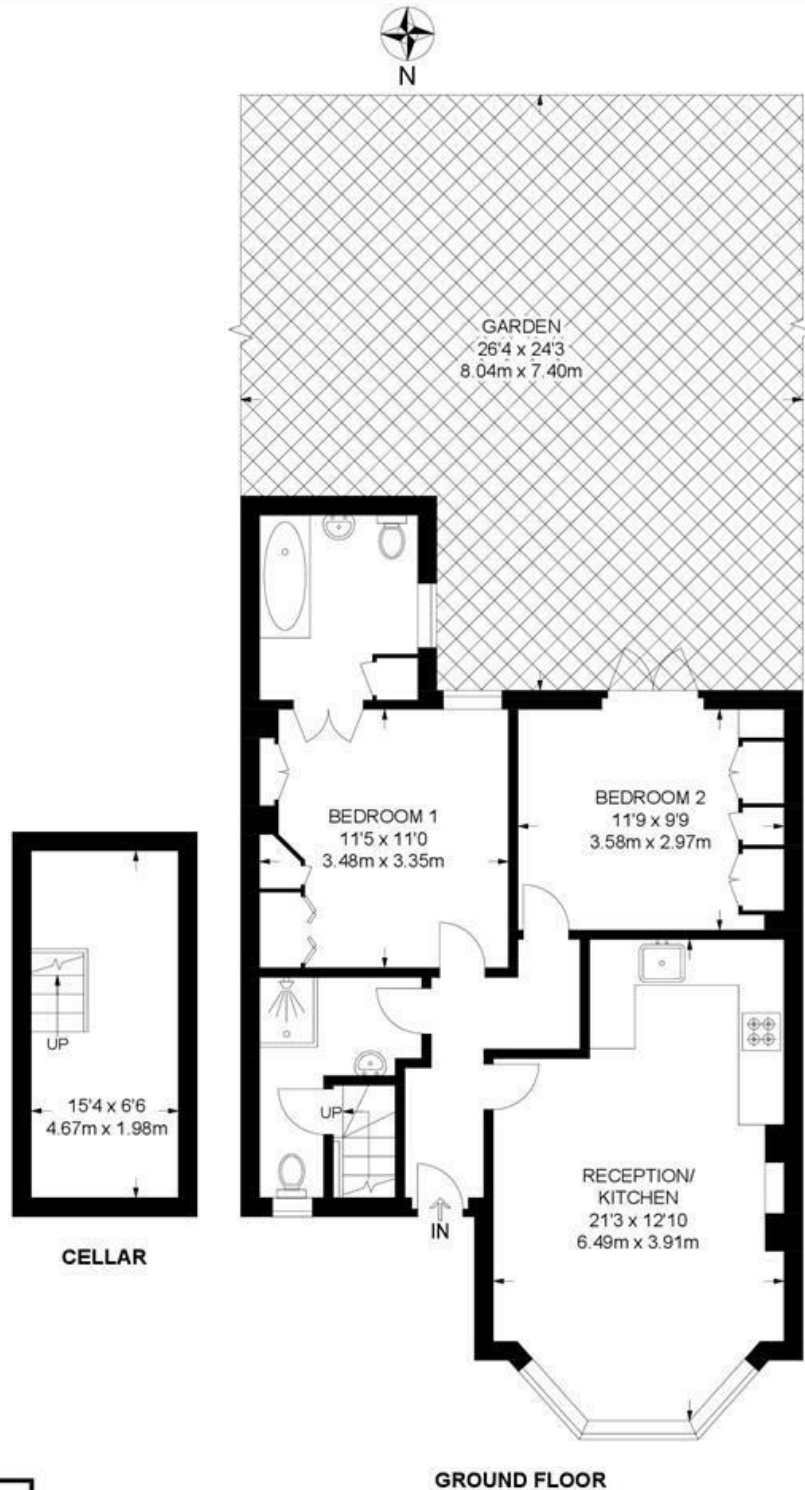 N
GARDEN
26'4 x 24'3
8.04m x 7.40m
BEDROOM 1
11'5 x 11'0
3.48m x 3.35m
BEDROOM 2
11'9 x 9'9
3.58m x 2.97m
UP
15'4 x 6'6
4.67m x 1.98m
CELLAR
UP
IN
RECEPTION/
KITCHEN
21'3 x 12'10
6.49m x 3.91m
GROUND FLOOR